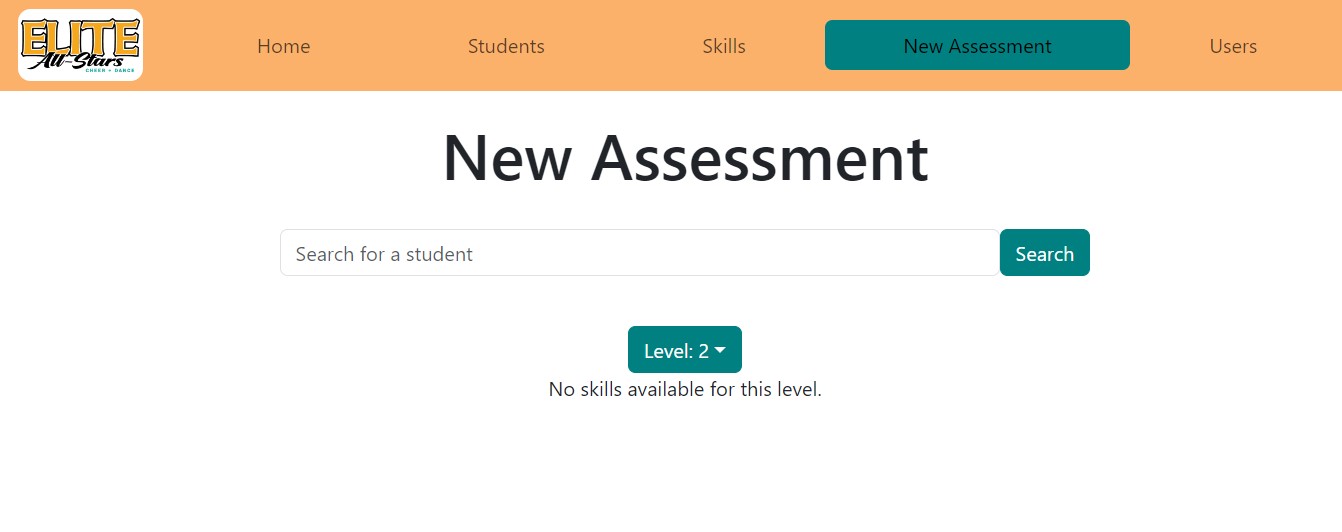 ELITE
All-Stars
CHEER + DANCE
Home Students Skills New Assessment Users
New Assessment
Search for a student Search
Level: 2
No skills available for this level.